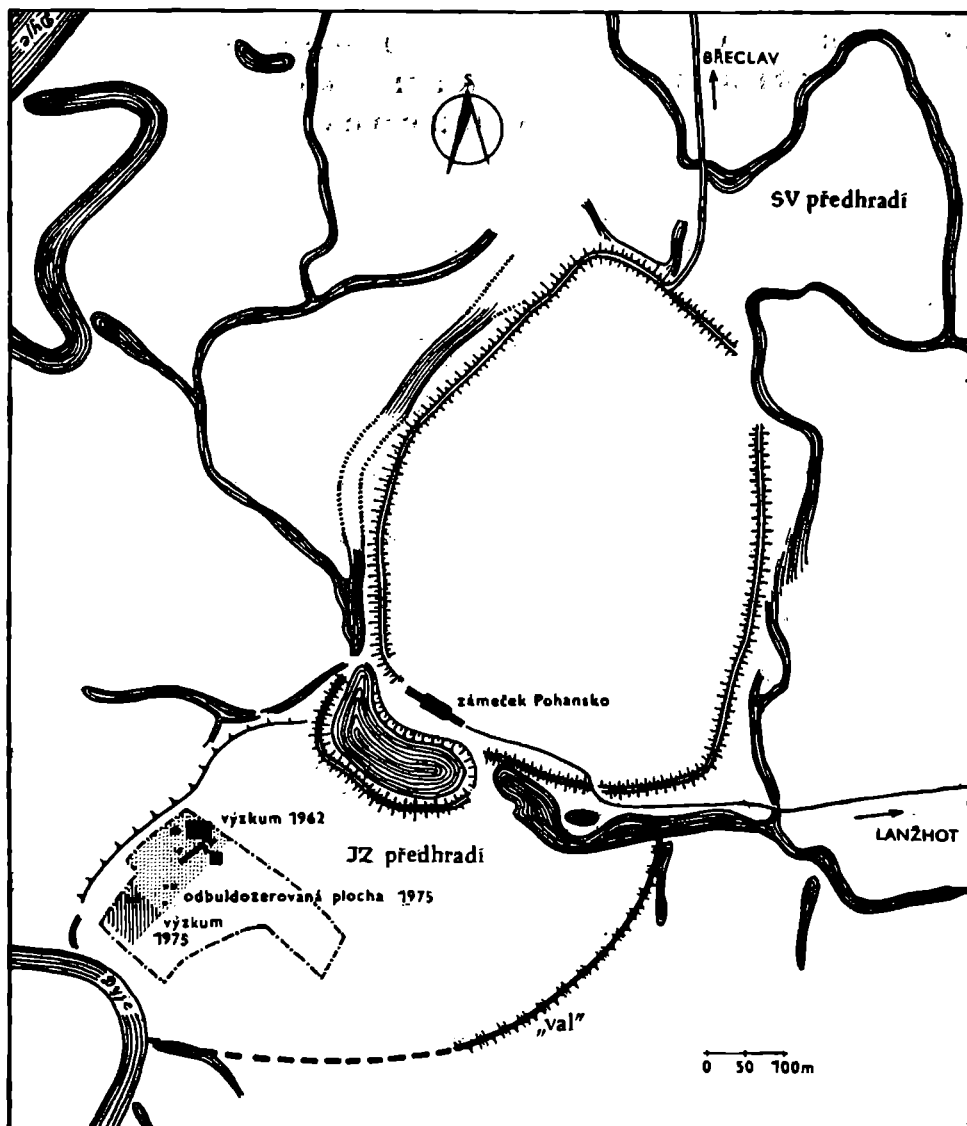 Dyje
BŘECLAV
S
SV předhradí
zámeček Pohansko
výzkum 1962
JZ předhradí
LANŽHOT
odbuldozerovaná plocha 1975
výzkum
1975
Dyje
„val"
0 50 100m